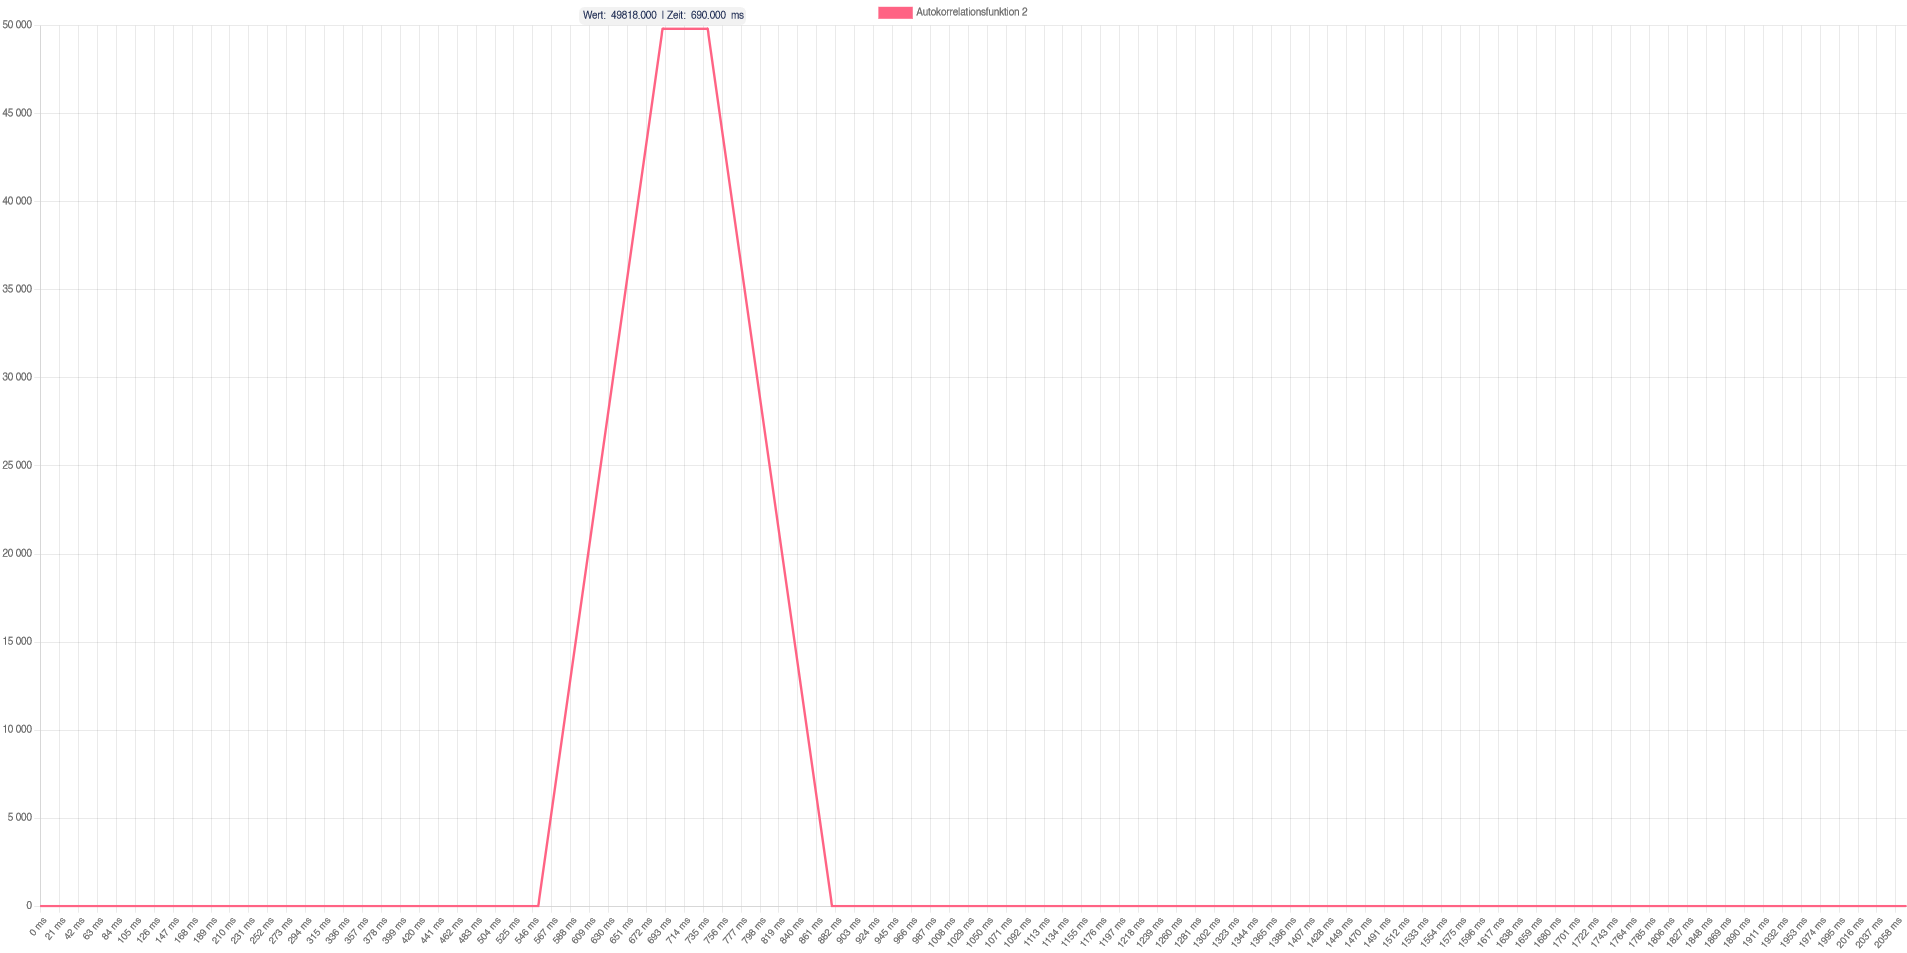 Wert: 49818.000 | Zeit: 690.000 ms
Autokorrelationsfunktion 2
50 000
45 000
40 000
35 000
30 000
25 000
20 000
15 000
10 000
5 000
0
0 ms
21 ms
42 ms
63 ms
84 ms
105 ms
126 ms
147 ms
168 ms
189 ms
210 ms
231 ms
252 ms
273 ms
294 ms
315 ms
336 ms
357 ms
378 ms
399 ms
420 ms
441 ms
462 ms
483 ms
504 ms
525 ms
546 ms
567 ms
588 ms
609 ms
630 ms
651 ms
672 ms
693 ms
714 ms
735 ms
756 ms
777 ms
798 ms
819 ms
840 ms
861 ms
882 ms
903 ms
924 ms
945 ms
966 ms
987 ms
1008 ms
1029 ms
1050 ms
1071 ms
1092 ms
1113 ms
1134 ms
1155 ms
1176 ms
1197 ms
1218 ms
1239 ms
1260 ms
1281 ms
1302 ms
1323 ms
1344 ms
1365 ms
1386 ms
1407 ms
1428 ms
1449 ms
1470 ms
1491 ms
1512 ms
1533 ms
1554 ms
1575 ms
1596 ms
1617 ms
1638 ms
1659 ms
1680 ms
1701 ms
1722 ms
1743 ms
1764 ms
1785 ms
1806 ms
1827 ms
1848 ms
1869 ms
1890 ms
1911 ms
1932 ms
1953 ms
1974 ms
1995 ms
2016 ms
2037 ms
2058 ms